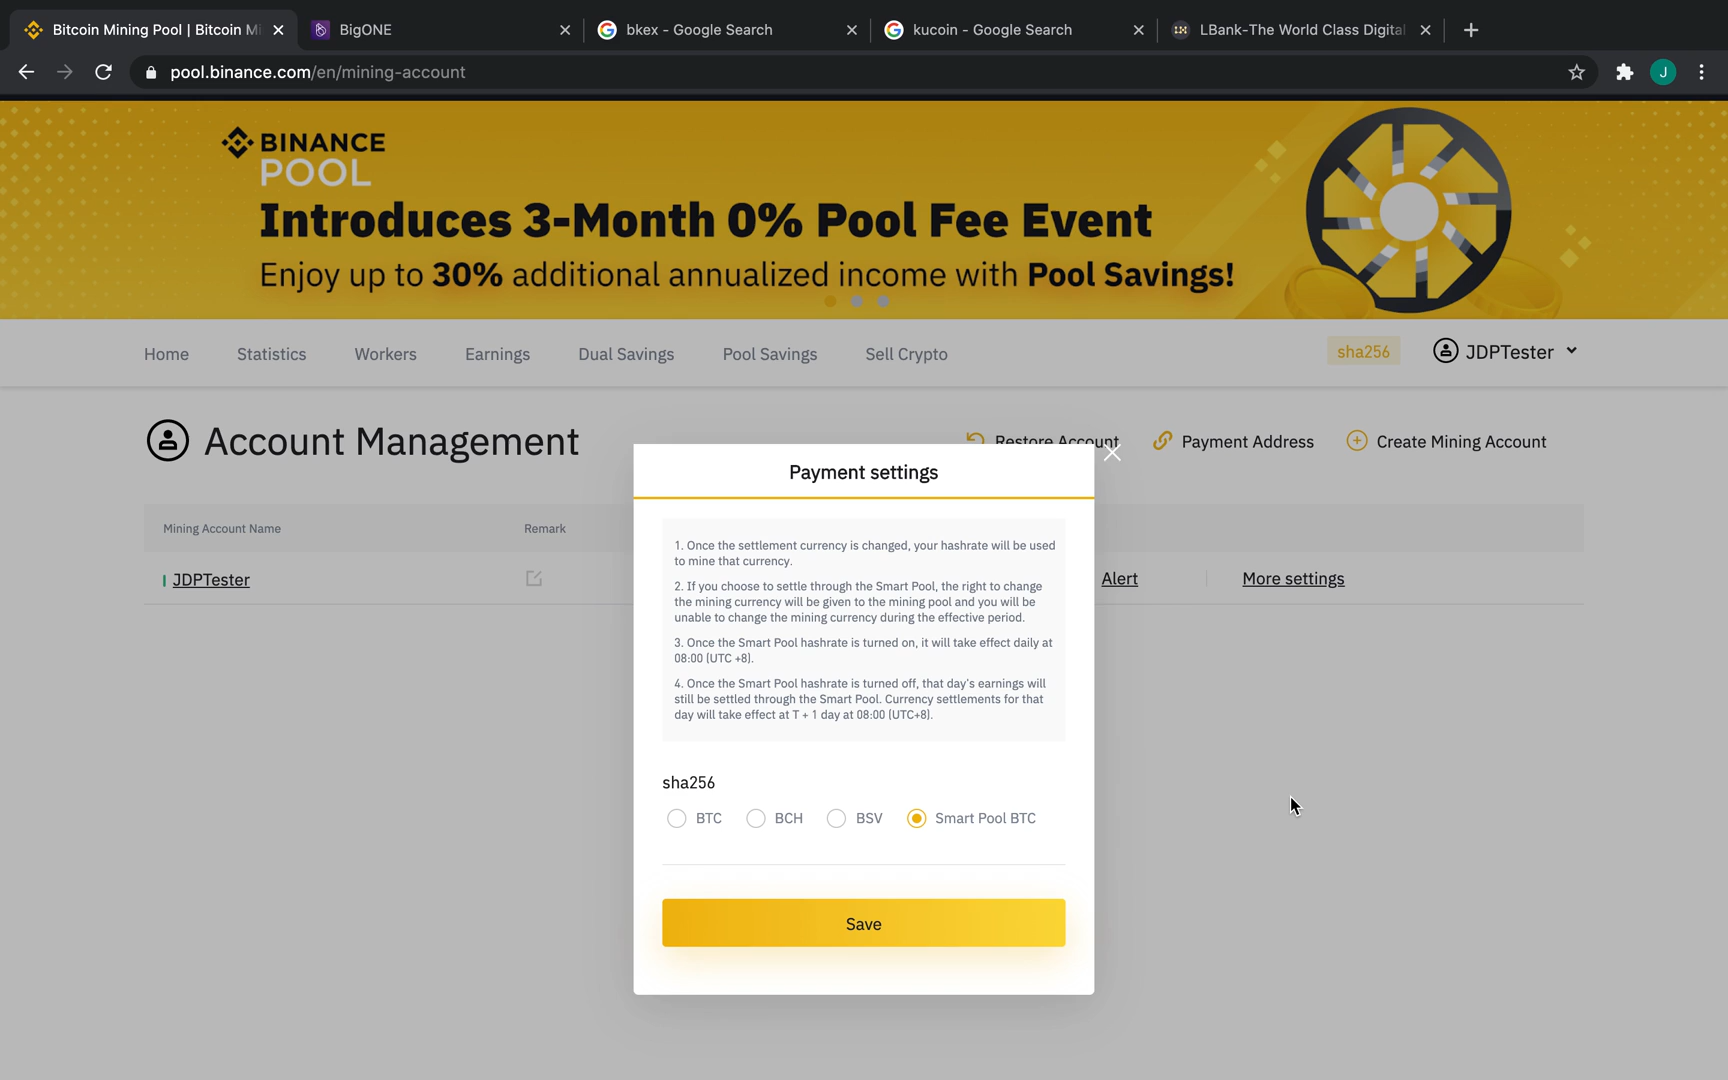 Bitcoin Mining Pool | Bitcoin Mi
BigONE
bkex - Google Search
kucoin - Google Search
LBank-The World Class Digital
pool.binance.com/en/mining-account
J
BINANCE
POOL
Introduces 3-Month 0% Pool Fee Event
Enjoy up to 30% additional annualized income with Pool Savings!
Home
Statistics
Workers
Earnings
Dual Savings
Pool Savings
Sell Crypto
sha256
JDPTester
Account Management
Restore Account
Payment Address
Create Mining Account
Mining Account Name
Remark
JDPTester
Alert
More settings
Payment settings
1. Once the settlement currency is changed, your hashrate will be used
to mine that currency.
2. If you choose to settle through the Smart Pool, the right to change
the mining currency will be given to the mining pool and you will be
unable to change the mining currency during the effective period.
3. Once the Smart Pool hashrate is turned on, it will take effect daily at
08:00 (UTC +8).
4. Once the Smart Pool hashrate is turned off, that day's earnings will
still be settled through the Smart Pool. Currency settlements for that
day will take effect at T + 1 day at 08:00 (UTC+8).
sha256
BTC
BCH
BSV
Smart Pool BTC
Save